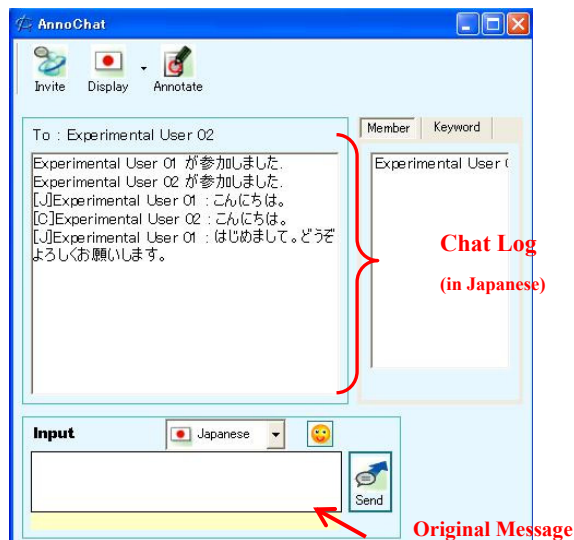 AnnoChat
Invite Display Annotate
To : Experimental User 02
Member Keyword
Experimental User 01 が参加しました.
Experimental User 02 が参加しました.
[J]Experimental User 01 : こんにちは。
[C]Experimental User 02 : こんにちは。
[J]Experimental User 01 : はじめまして。どうぞ
よろしくお願いします。
Experimental User
Chat Log
(in Japanese)
Input
Japanese
Send
Original Message